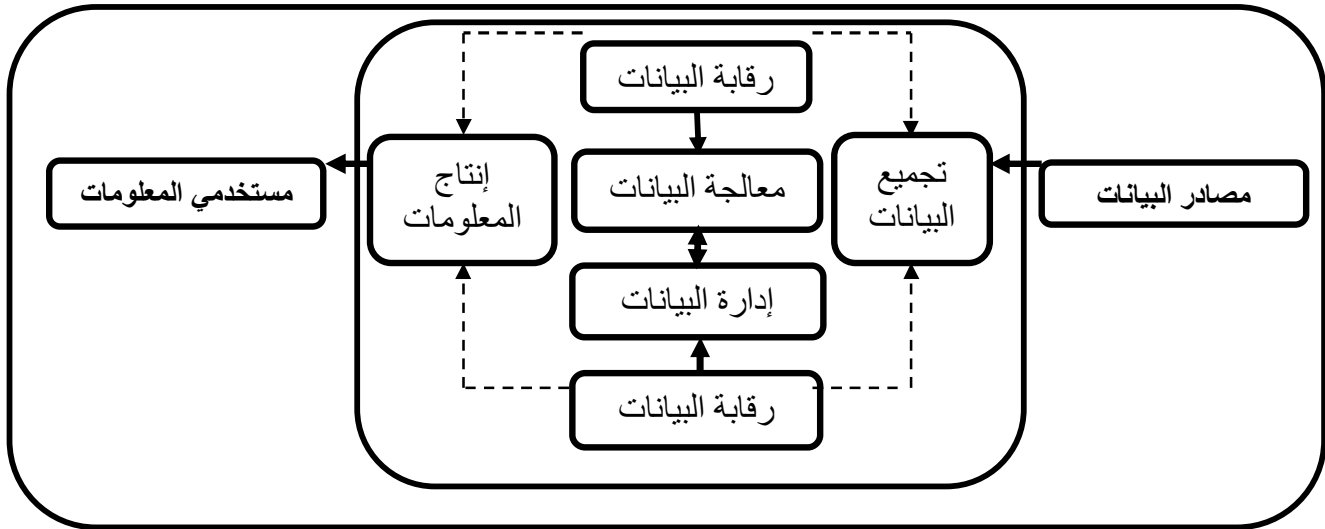 رقابة البيانات
مصادر البيانات
تجميع
البيانات
معالجة البيانات
إنتاج
المعلومات
مستخدمي المعلومات
إدارة البيانات
رقابة البيانات